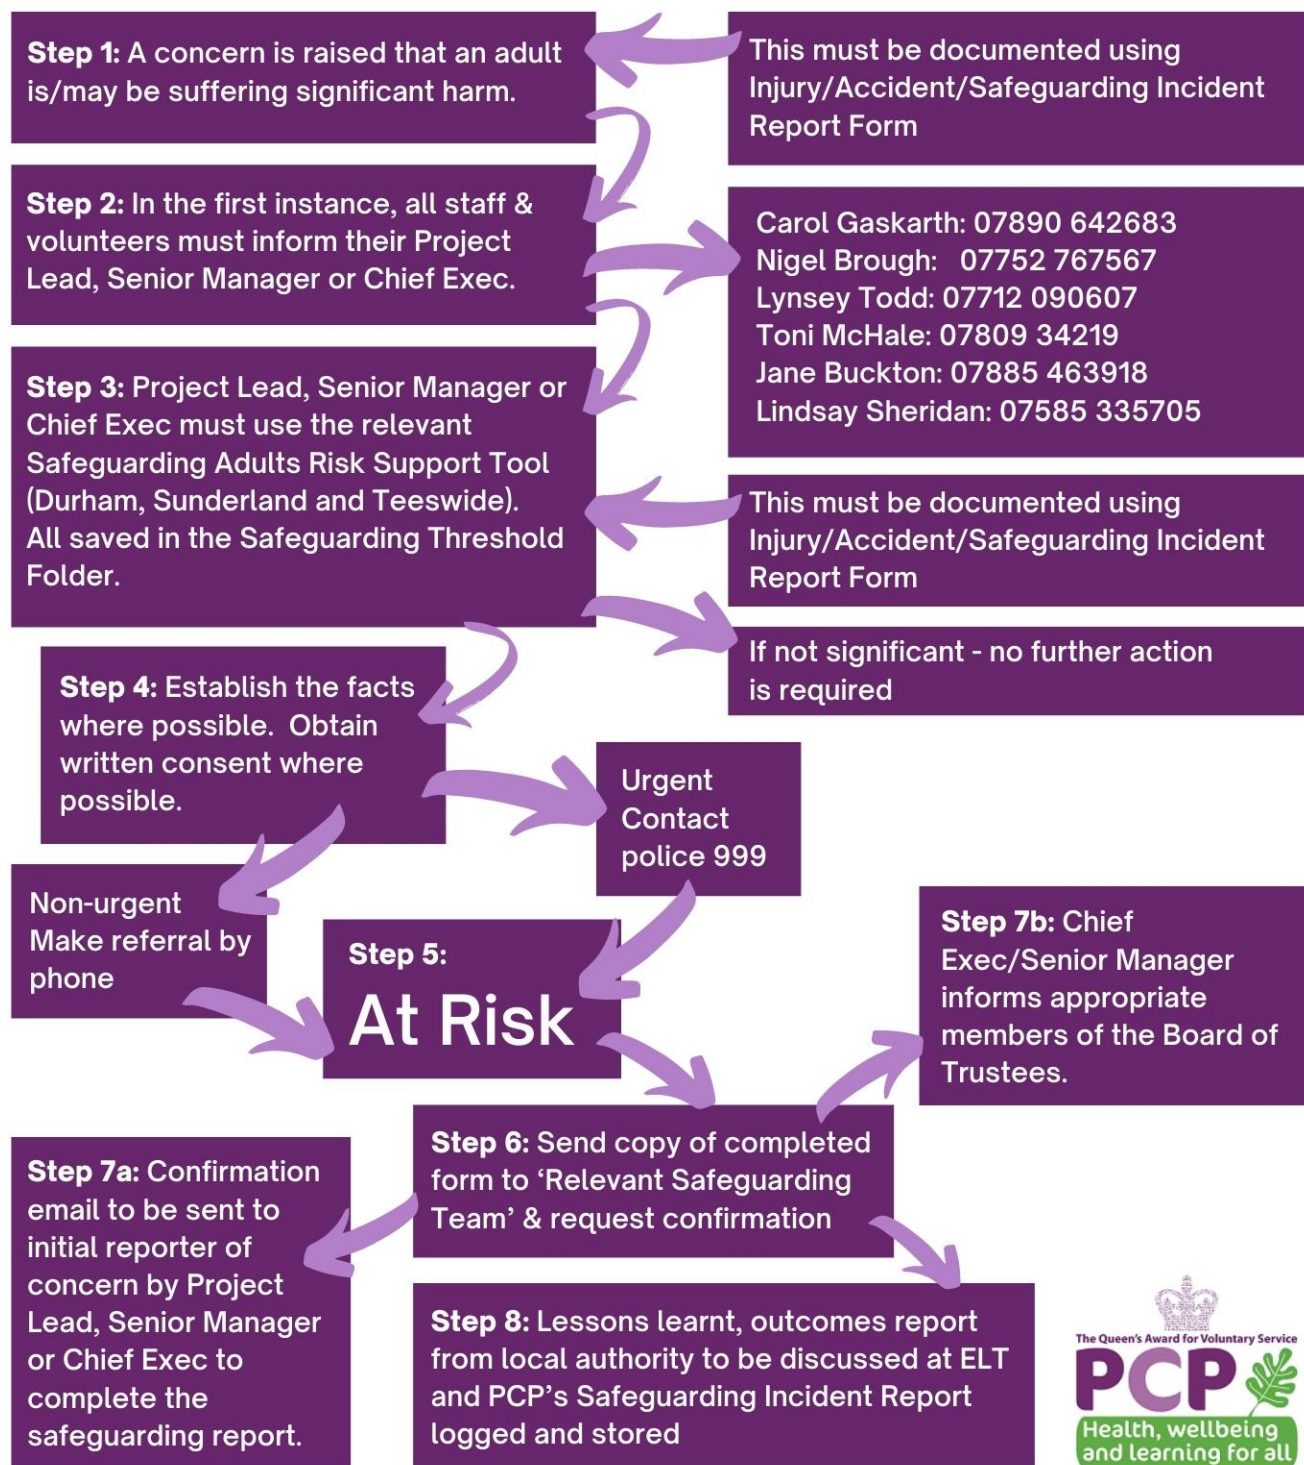 Step 1: A concern is raised that an adult
is/may be suffering significant harm.
This must be documented using
Injury/Accident/Safeguarding Incident
Report Form
Step 2: In the first instance, all staff &
volunteers must inform their Project
Lead, Senior Manager or Chief Exec.
Carol Gaskarth: 07890 642683
Nigel Brough: 07752 767567
Lynsey Todd: 07712 090607
Toni McHale: 07809 34219
Jane Buckton: 07885 463918
Lindsay Sheridan: 07585 335705
Step 3: Project Lead, Senior Manager or
Chief Exec must use the relevant
Safeguarding Adults Risk Support Tool
(Durham, Sunderland and Teeswide).
All saved in the Safeguarding Threshold
Folder.
This must be documented using
Injury/Accident/Safeguarding Incident
Report Form
If not significant - no further action
is required
Step 4: Establish the facts
where possible. Obtain
written consent where
possible.
Urgent
Contact
police 999
Non-urgent
Make referral by
phone
Step 5:
At Risk
Step 7b: Chief
Exec/Senior Manager
informs appropriate
members of the Board of
Trustees.
Step 6: Send copy of completed
form to ‘Relevant Safeguarding
Team’ & request confirmation
Step 7a: Confirmation
email to be sent to
initial reporter of
concern by Project
Lead, Senior Manager
or Chief Exec to
complete the
safeguarding report.
Step 8: Lessons learnt, outcomes report
from local authority to be discussed at ELT
and PCP’s Safeguarding Incident Report
logged and stored
The Queen's Award for Voluntary Service
PCP
Health, wellbeing
and learning for all